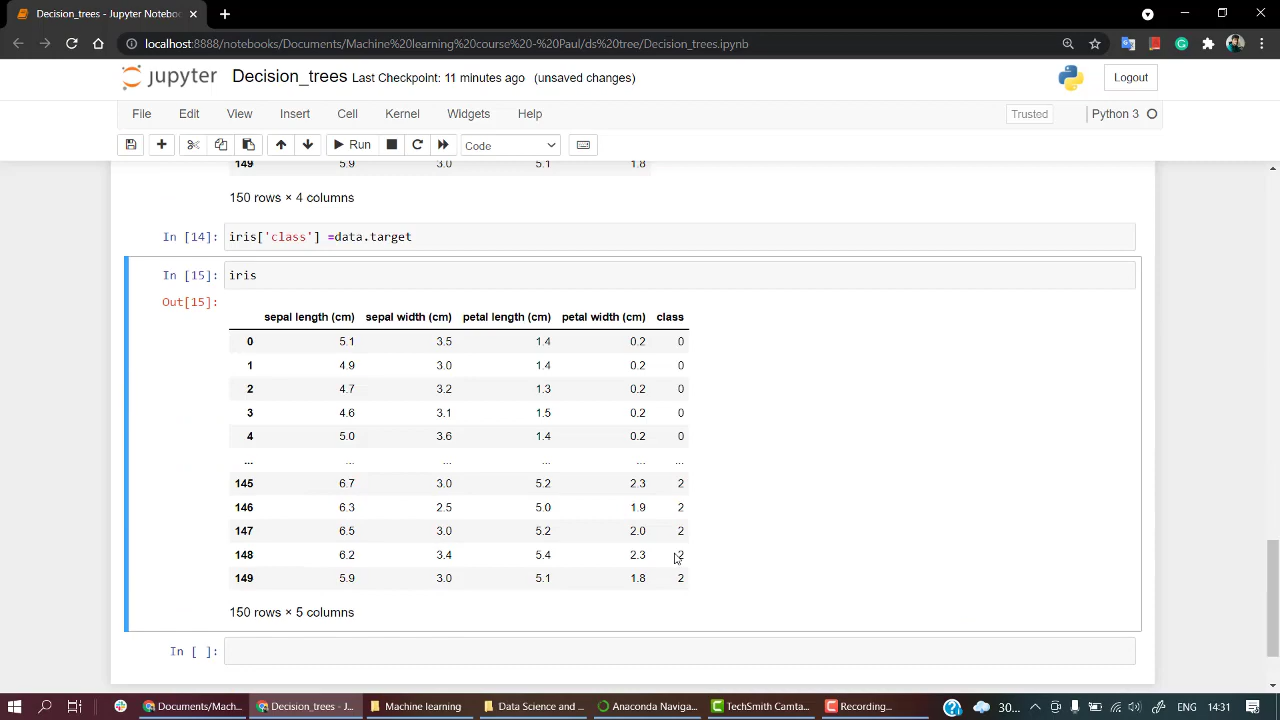 Decision_trees - Jupyter Noteboo
localhost:8888/notebooks/Documents/Machine%20learning%20course%20-%20Paul/ds%20tree/Decision_trees.ipynb
jupyter Decision_trees Last Checkpoint: 11 minutes ago (unsaved changes) Logout
File Edit View Insert Cell Kernel Widgets Help Trusted Python 3
Run Code
149 5.9 3.0 5.1 1.8
150 rows × 4 columns
In [14]: iris['class'] =data.target
In [15]: iris
Out[15]:
sepal length (cm) sepal width (cm) petal length (cm) petal width (cm) class
0 5.1 3.5 1.4 0.2 0
1 4.9 3.0 1.4 0.2 0
2 4.7 3.2 1.3 0.2 0
3 4.6 3.1 1.5 0.2 0
4 5.0 3.6 1.4 0.2 0
... ... ... ... ... ...
145 6.7 3.0 5.2 2.3 2
146 6.3 2.5 5.0 1.9 2
147 6.5 3.0 5.2 2.0 2
148 6.2 3.4 5.4 2.3 2
149 5.9 3.0 5.1 1.8 2
150 rows × 5 columns
In [ ]:
Documents/Mach... Decision_trees - J... Machine learning Data Science and ... Anaconda Naviga... TechSmith Camta... Recording... 30... ENG 14:31